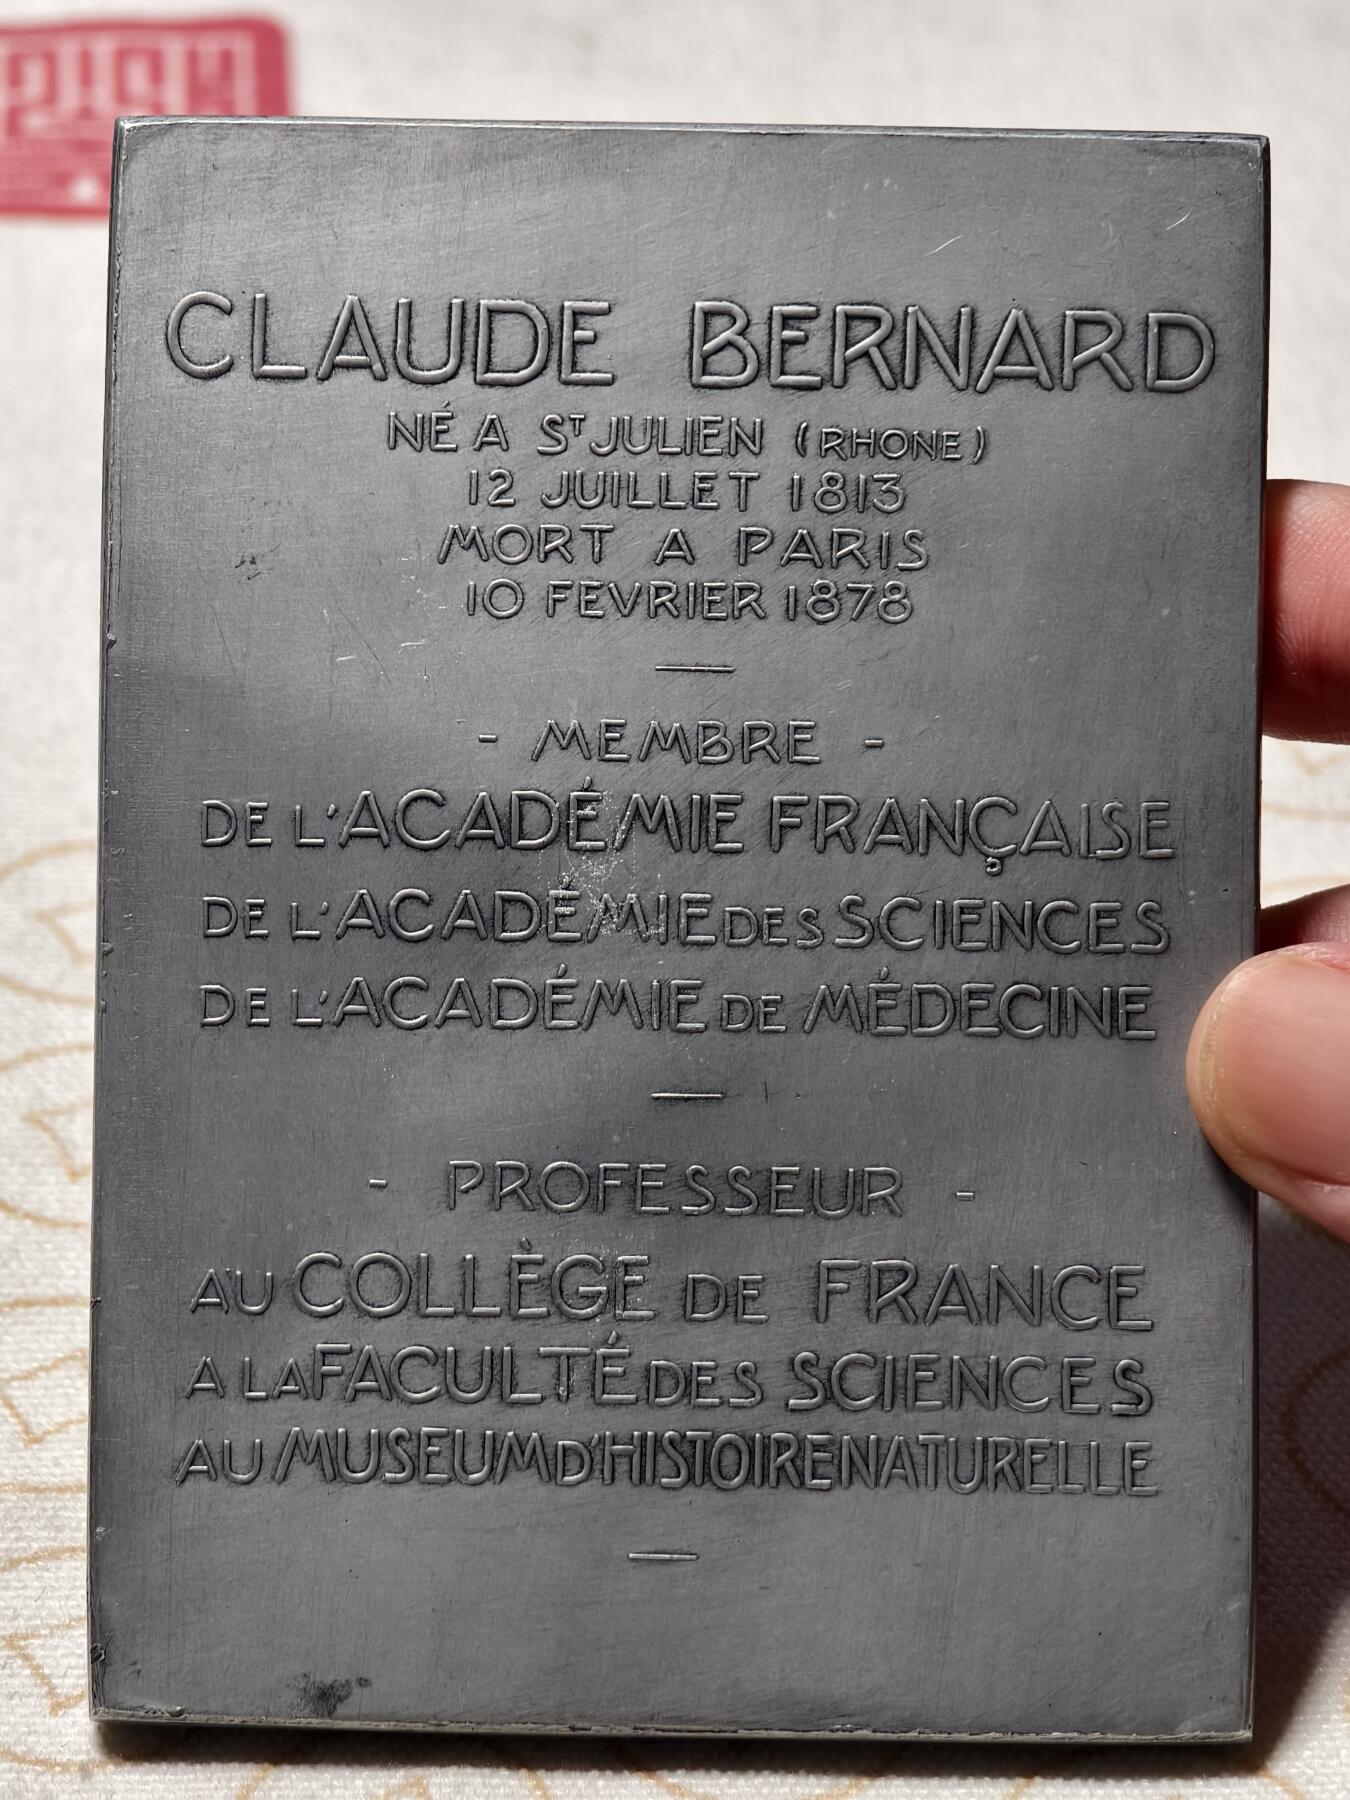 CLAUDE BERNARD
NÉ A ST JULIEN (RHONE)
12 JUILLET 1813
MORT A PARIS
10 FEVRIER 1878
- MEMBRE -
DE L'ACADÉMIE FRANÇAISE
DE L'ACADÉMIE DES SCIENCES
DE L'ACADÉMIE DE MÉDECINE
- PROFESSEUR -
AU COLLÈGE DE FRANCE
A LA FACULTÉ DES SCIENCES
AU MUSEUM D'HISTOIRE NATURELLE